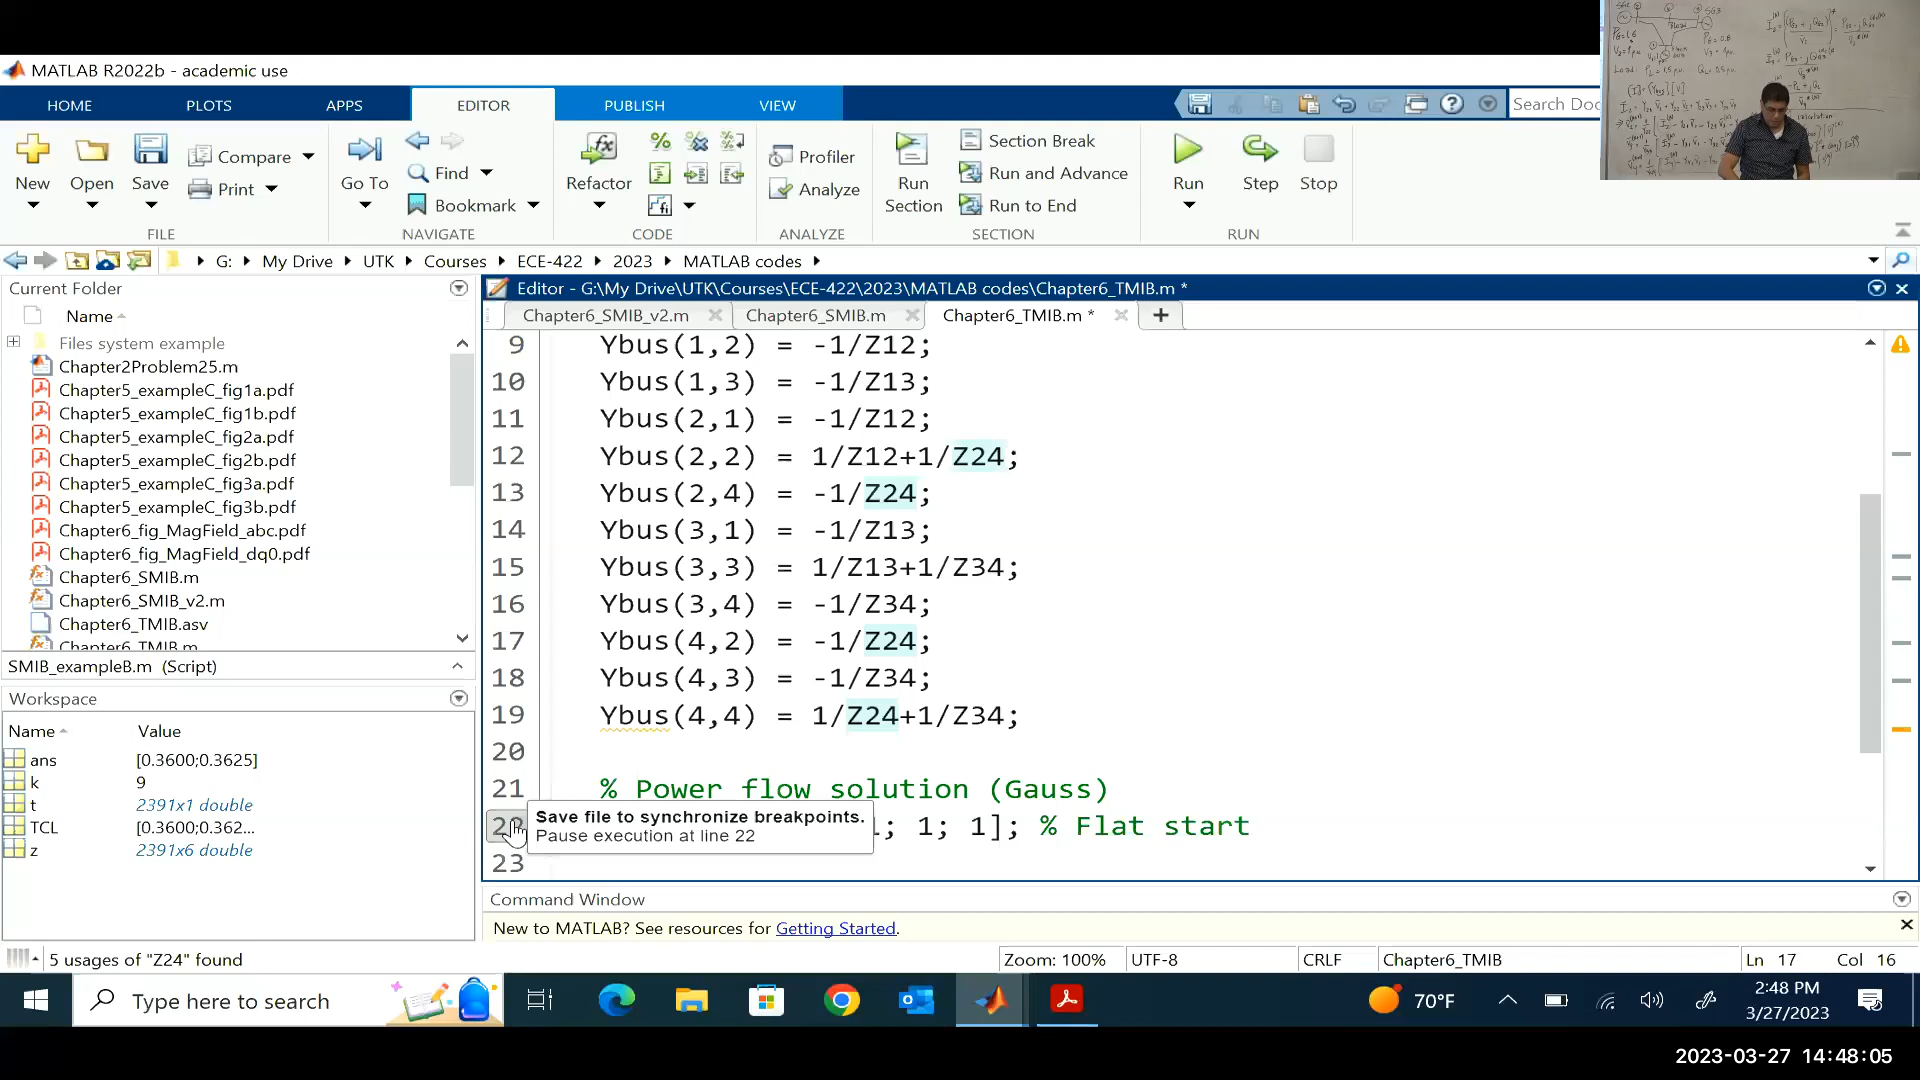 MATLAB R2022b - academic use
HOME PLOTS APPS EDITOR PUBLISH VIEW
Search Doc
New Open Save Compare Print
FILE
Go To Find Bookmark
NAVIGATE
Refactor
CODE
Profiler
Analyze
ANALYZE
Run Section
Section Break
Run and Advance
Run to End
SECTION
Run Step Stop
RUN
G: My Drive UTK Courses ECE-422 2023 MATLAB codes
Current Folder
Name
Files system example
Chapter2Problem25.m
Chapter5_exampleC_fig1a.pdf
Chapter5_exampleC_fig1b.pdf
Chapter5_exampleC_fig2a.pdf
Chapter5_exampleC_fig2b.pdf
Chapter5_exampleC_fig3a.pdf
Chapter5_exampleC_fig3b.pdf
Chapter6_fig_MagField_abc.pdf
Chapter6_fig_MagField_dq0.pdf
Chapter6_SMIB.m
Chapter6_SMIB_v2.m
Chapter6_TMIB.asv
Chapter6_TMIB.m
SMIB_exampleB.m (Script)
Workspace
Name Value
ans [0.3600;0.3625]
k 9
t 2391x1 double
TCL [0.3600;0.362...
z 2391x6 double
Editor - G:\My Drive\UTK\Courses\ECE-422\2023\MATLAB codes\Chapter6_TMIB.m *
Chapter6_SMIB_v2.m Chapter6_SMIB.m Chapter6_TMIB.m *
9 Ybus(1,2) = -1/Z12;
10 Ybus(1,3) = -1/Z13;
11 Ybus(2,1) = -1/Z12;
12 Ybus(2,2) = 1/Z12+1/Z24;
13 Ybus(2,4) = -1/Z24;
14 Ybus(3,1) = -1/Z13;
15 Ybus(3,3) = 1/Z13+1/Z34;
16 Ybus(3,4) = -1/Z34;
17 Ybus(4,2) = -1/Z24;
18 Ybus(4,3) = -1/Z34;
19 Ybus(4,4) = 1/Z24+1/Z34;
20
21 % Power flow solution (Gauss)
; 1; 1]; % Flat start
Save file to synchronize breakpoints.
Pause execution at line 22
23
Command Window
New to MATLAB? See resources for Getting Started.
5 usages of "Z24" found
Zoom: 100% UTF-8 CRLF Chapter6_TMIB Ln 17 Col 16
Type here to search
70°F
2:48 PM
3/27/2023
2023-03-27 14:48:05